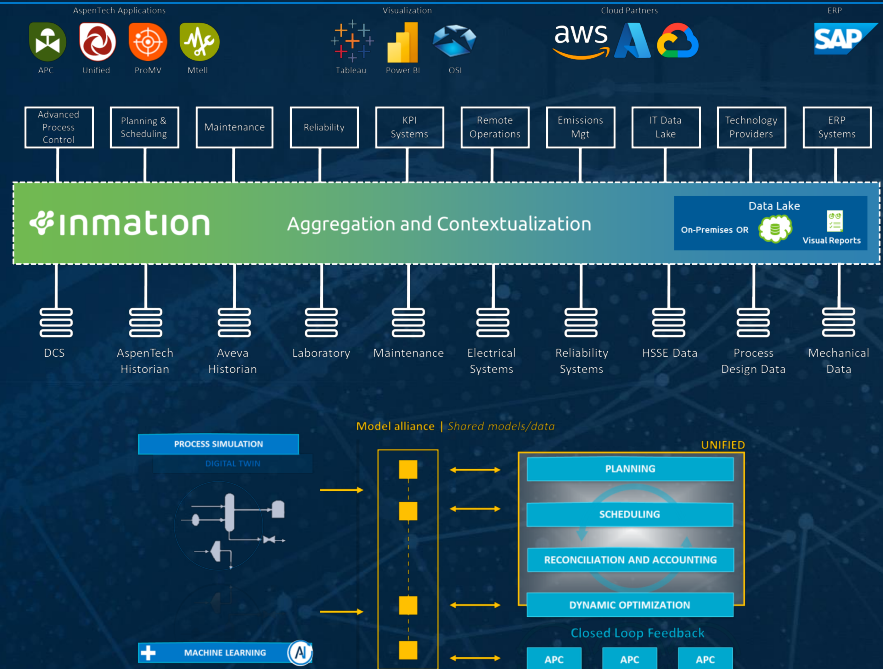 AspenTech Applications
Visualization
Cloud Partners
ERP
aws
SAP
APC
Unified
ProMV
Mtell
Tableau
Power BI
OSI
Advanced
Process
Control
Planning &
Scheduling
Maintenance
Reliability
KPI
Systems
Remote
Operations
Emissions
Mgt
IT Data
Lake
Technology
Providers
ERP
Systems
inmation
Aggregation and Contextualization
Data Lake
On-Premises OR
Visual Reports
DCS
AspenTech
Historian
Aveva
Historian
Laboratory
Maintenance
Electrical
Systems
Reliability
Systems
HSSE Data
Process
Design Data
Mechanical
Data
Model alliance | Shared models/data
PROCESS SIMULATION
DIGITAL TWIN
UNIFIED
PLANNING
SCHEDULING
RECONCILIATION AND ACCOUNTING
DYNAMIC OPTIMIZATION
Closed Loop Feedback
MACHINE LEARNING
AI
APC
APC
APC